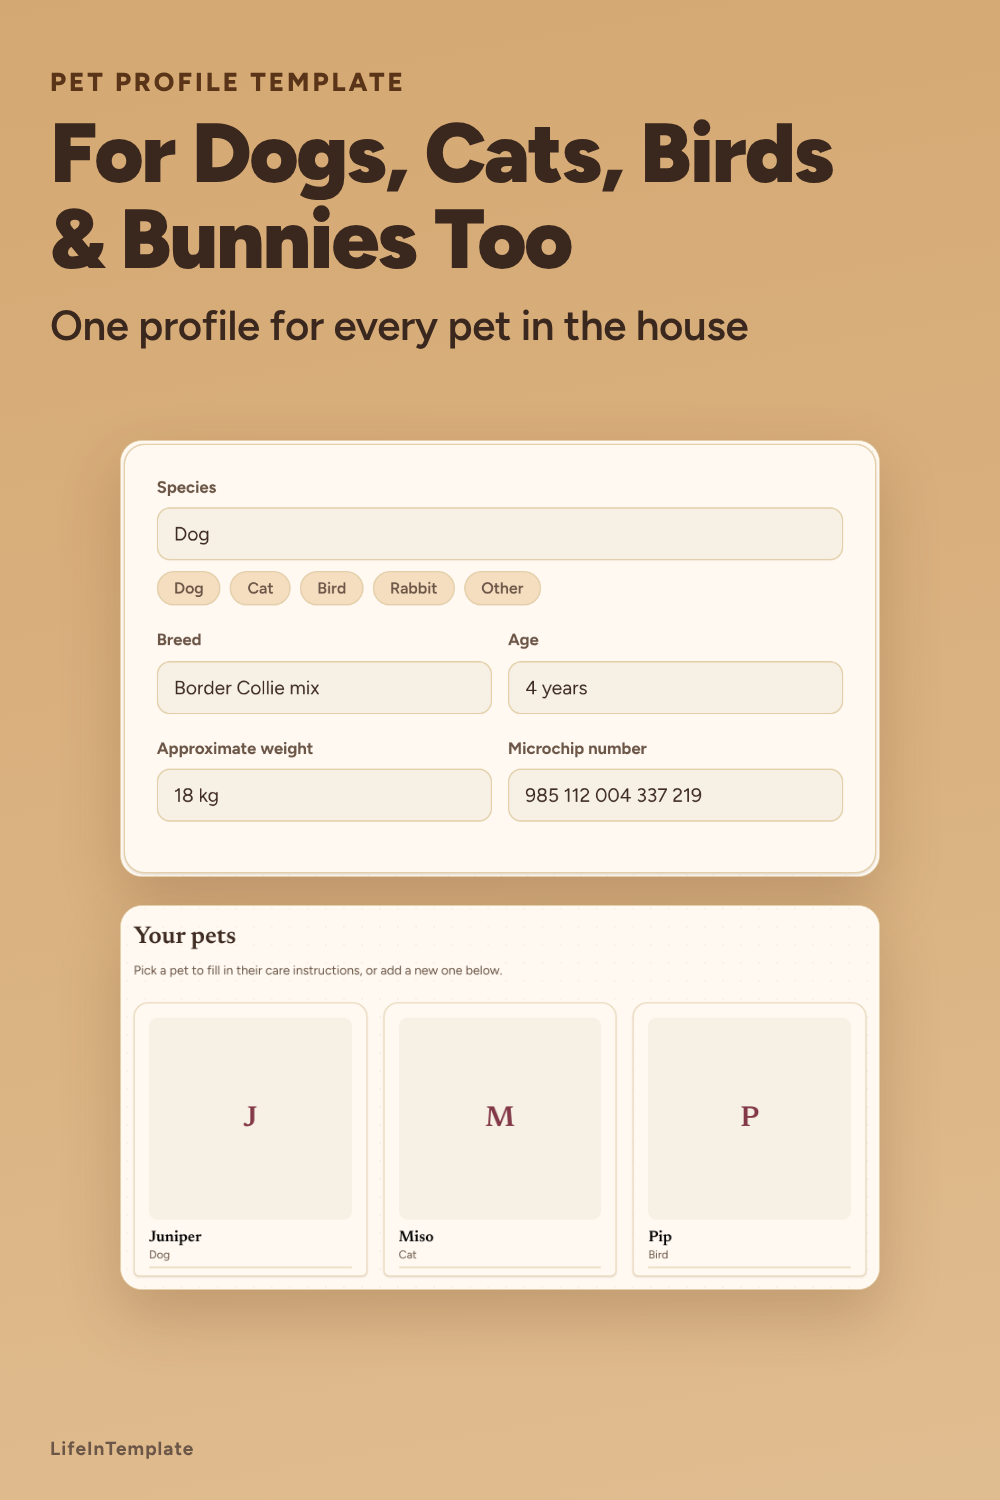 PET PROFILE TEMPLATE
For Dogs, Cats, Birds
& Bunnies Too
One profile for every pet in the house
Species
Dog
Dog Cat Bird Rabbit Other
Breed Age
Border Collie mix 4 years
Approximate weight Microchip number
18 kg 985 112 004 337 219
Your pets
Pick a pet to fill in their care instructions, or add a new one below.
J M P
Juniper Miso Pip
Dog Cat Bird
LifeInTemplate